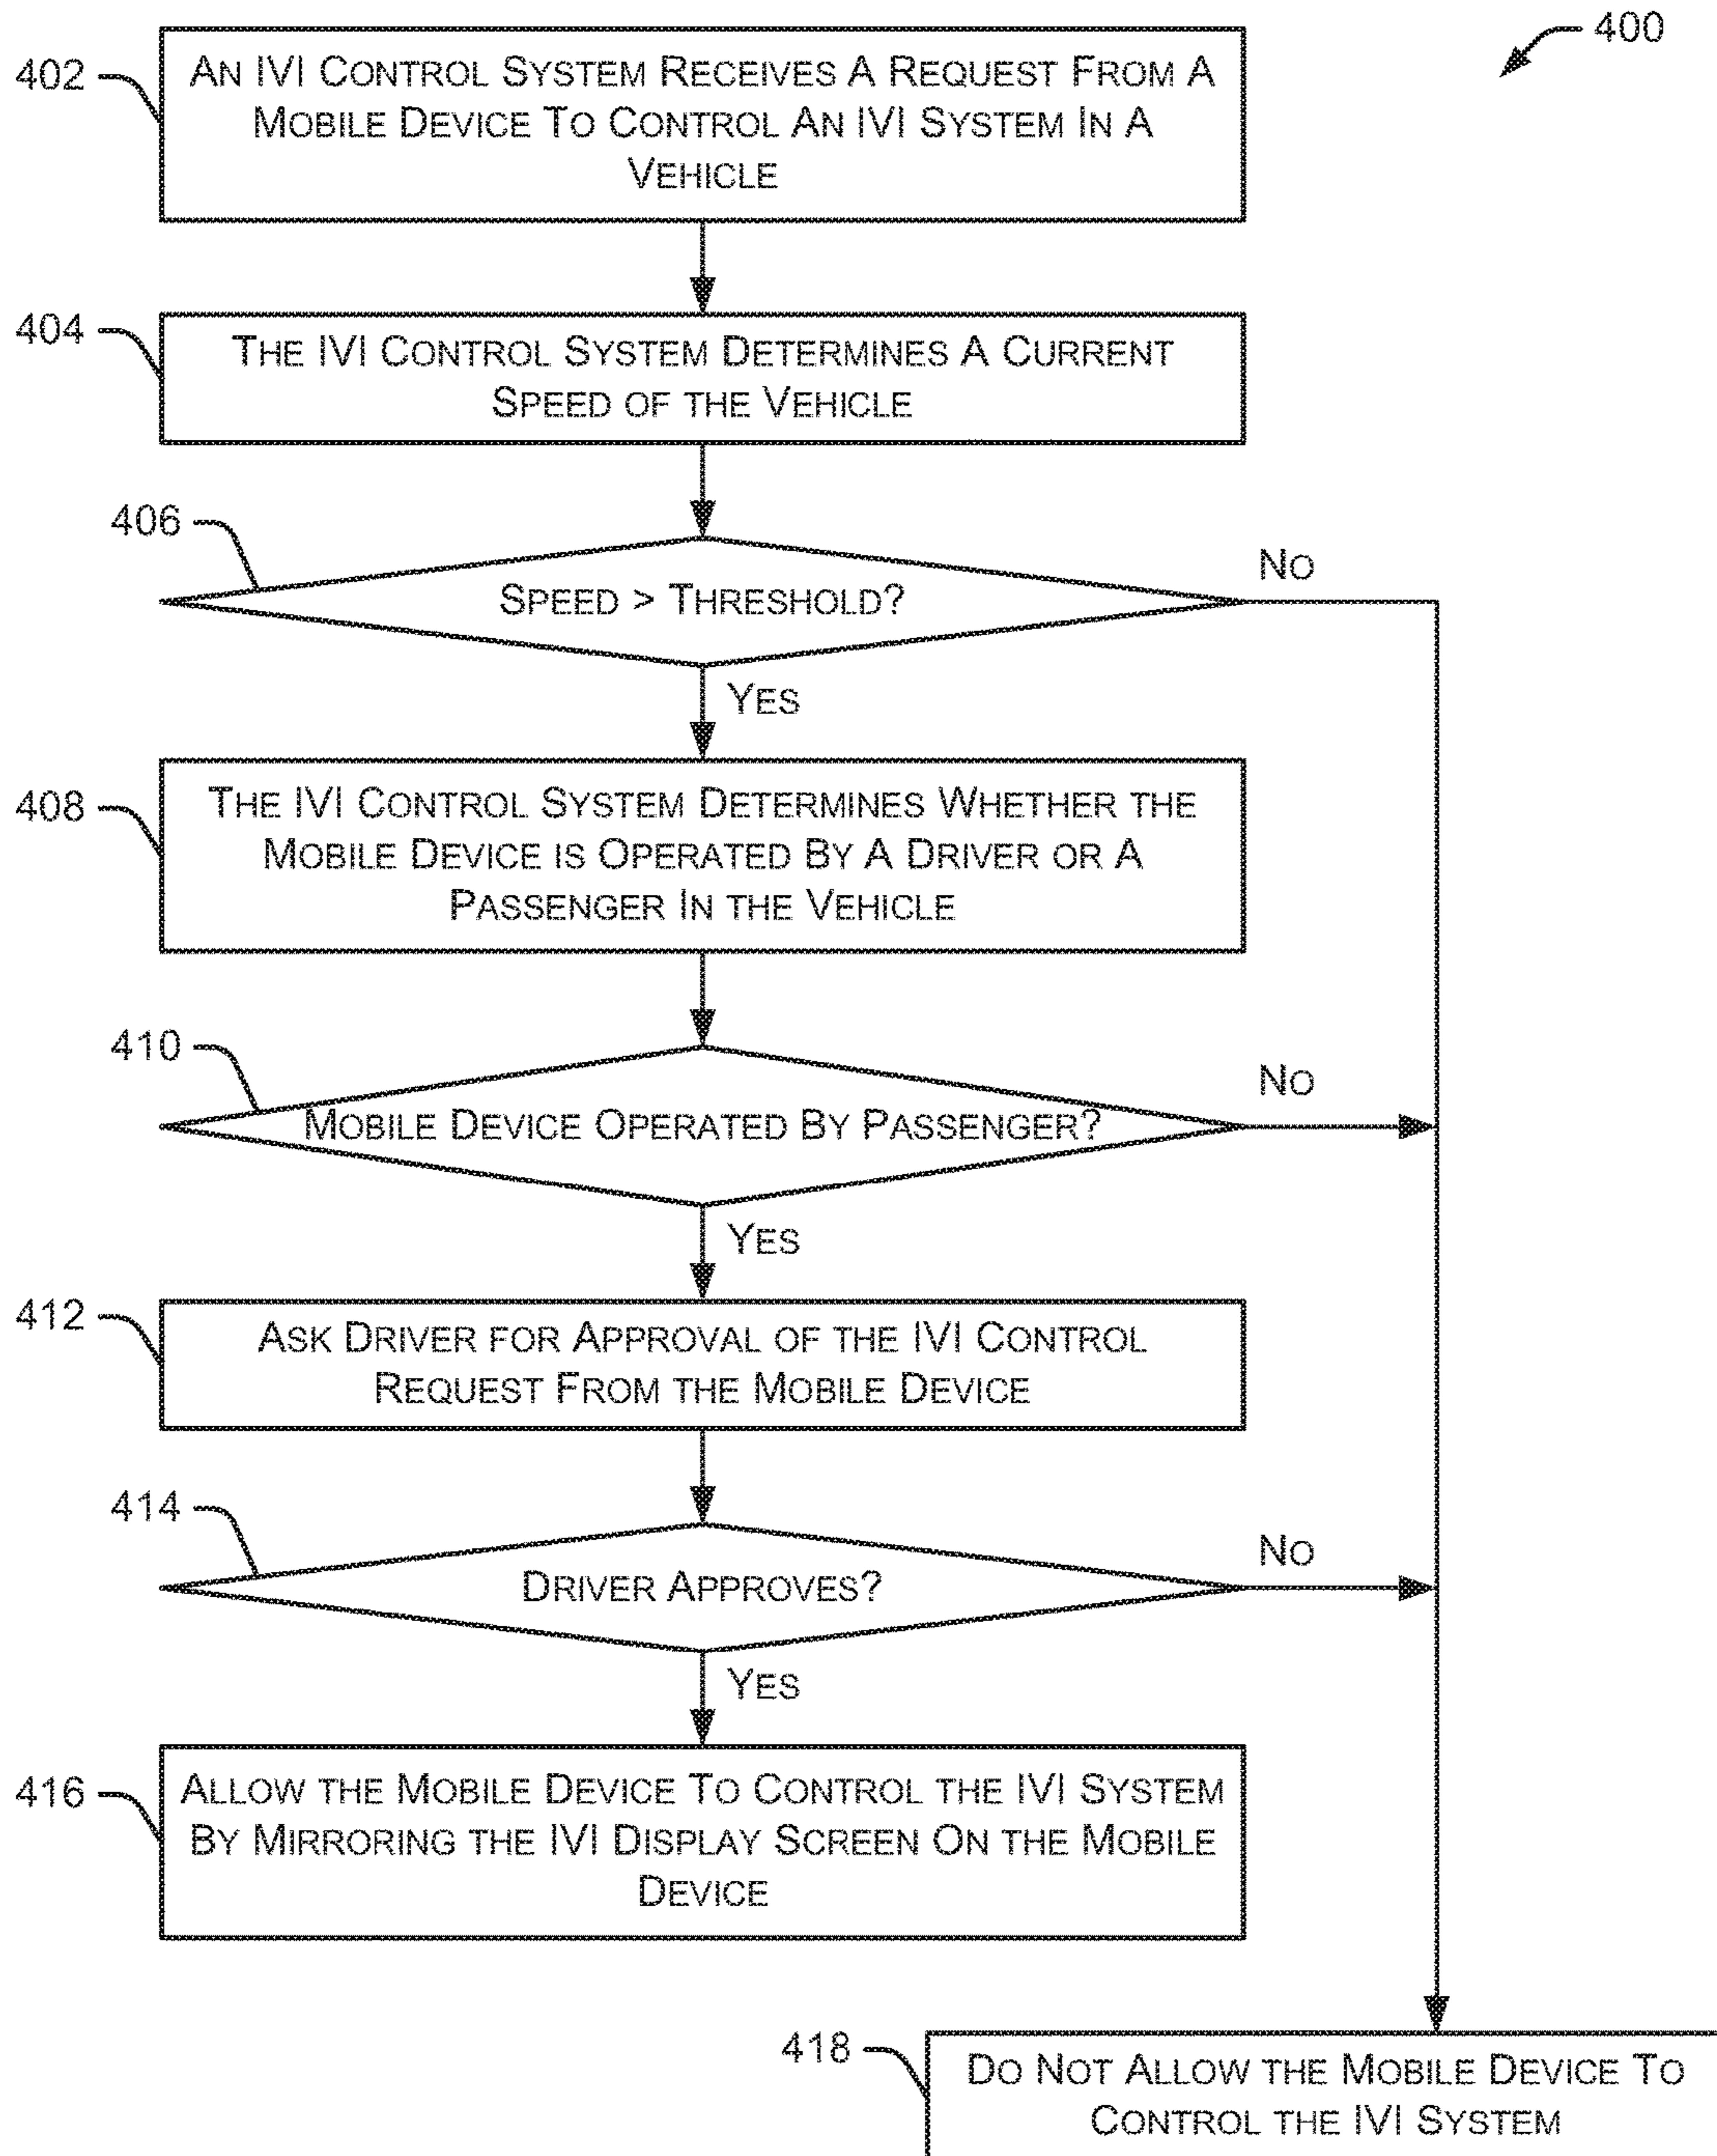 400
402
AN IVI CONTROL SYSTEM RECEIVES A REQUEST FROM A
MOBILE DEVICE TO CONTROL AN IVI SYSTEM IN A
VEHICLE
404
THE IVI CONTROL SYSTEM DETERMINES A CURRENT
SPEED OF THE VEHICLE
406
SPEED > THRESHOLD?
NO
YES
408
THE IVI CONTROL SYSTEM DETERMINES WHETHER THE
MOBILE DEVICE IS OPERATED BY A DRIVER OR A
PASSENGER IN THE VEHICLE
410
MOBILE DEVICE OPERATED BY PASSENGER?
NO
YES
412
ASK DRIVER FOR APPROVAL OF THE IVI CONTROL
REQUEST FROM THE MOBILE DEVICE
414
DRIVER APPROVES?
NO
YES
416
ALLOW THE MOBILE DEVICE TO CONTROL THE IVI SYSTEM
BY MIRRORING THE IVI DISPLAY SCREEN ON THE MOBILE
DEVICE
418
DO NOT ALLOW THE MOBILE DEVICE TO
CONTROL THE IVI SYSTEM